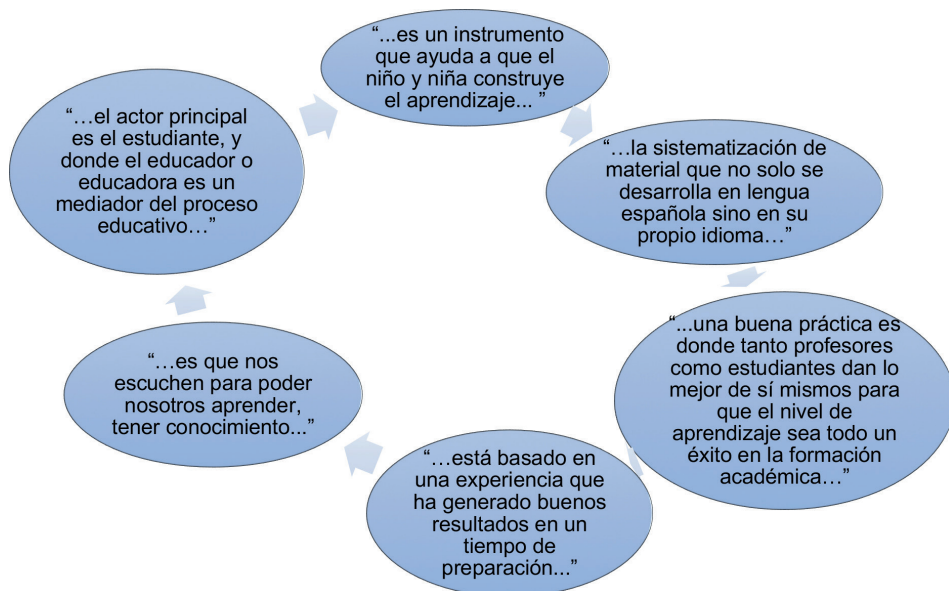 “...es un instrumento
que ayuda a que el
niño y niña construye
el aprendizaje... ”
“…la sistematización de
material que no solo se
desarrolla en lengua
española sino en su
propio idioma…”
“...una buena práctica es
donde tanto profesores
como estudiantes dan lo
mejor de sí mismos para
que el nivel de
aprendizaje sea todo un
éxito en la formación
académica…”
“…está basado en
una experiencia que
ha generado buenos
resultados en un
tiempo de
preparación...”
“…es que nos
escuchen para poder
nosotros aprender,
tener conocimiento...”
“…el actor principal
es el estudiante, y
donde el educador o
educadora es un
mediador del proceso
educativo…”